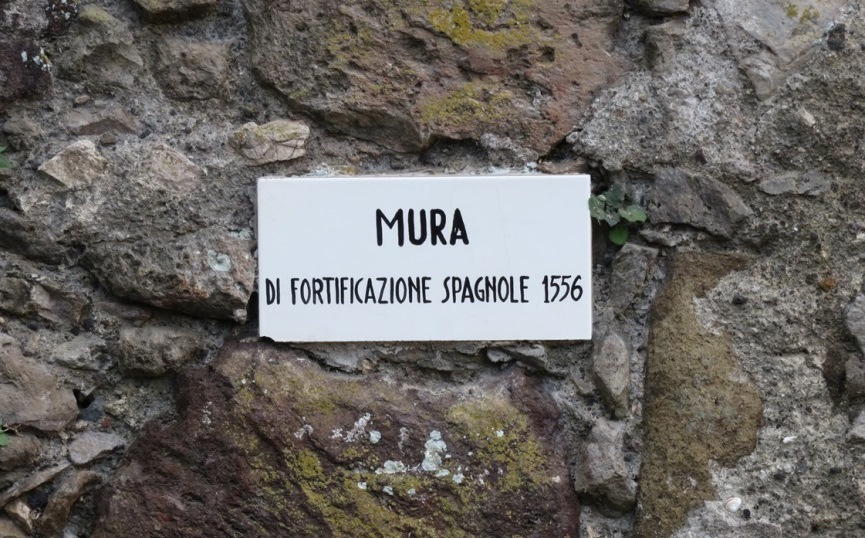 MURA
DI FORTIFICAZIONE SPAGNOLE 1556